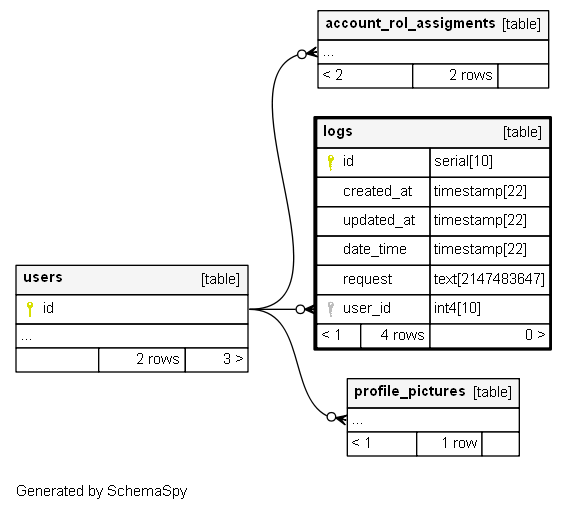 account_rol_assigments [table]
...
< 2 2 rows
logs [table]
id serial[10]
created_at timestamp[22]
updated_at timestamp[22]
date_time timestamp[22]
request text[2147483647]
user_id int4[10]
< 1 4 rows 0 >
users [table]
id
...
2 rows 3 >
profile_pictures [table]
...
< 1 1 row
Generated by SchemaSpy